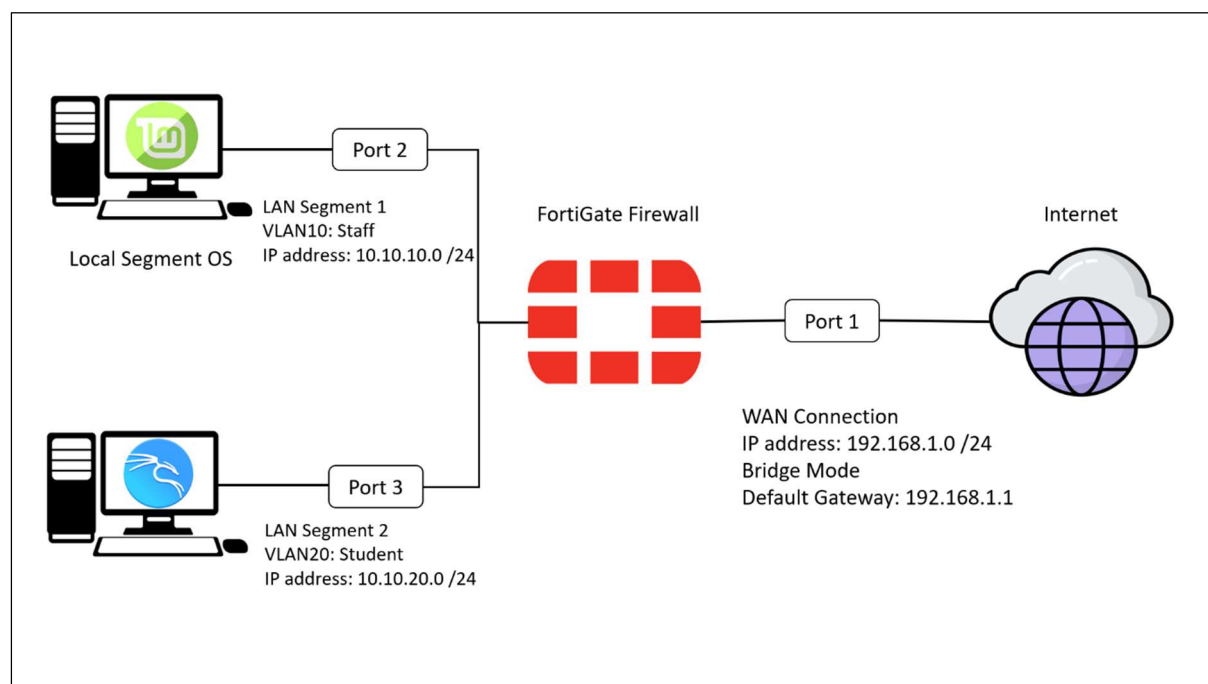 Port 2
LAN Segment 1
VLAN10: Staff
IP address: 10.10.10.0 /24
Local Segment OS
FortiGate Firewall
Internet
Port 1
WAN Connection
IP address: 192.168.1.0 /24
Bridge Mode
Default Gateway: 192.168.1.1
Port 3
LAN Segment 2
VLAN20: Student
IP address: 10.10.20.0 /24